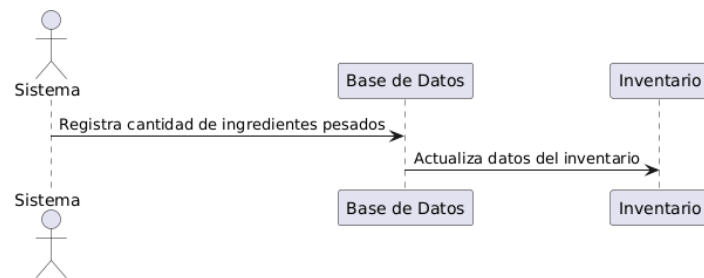 Sistema
Base de Datos
Inventario
Registra cantidad de ingredientes pesados
Actualiza datos del inventario
Sistema
Base de Datos
Inventario